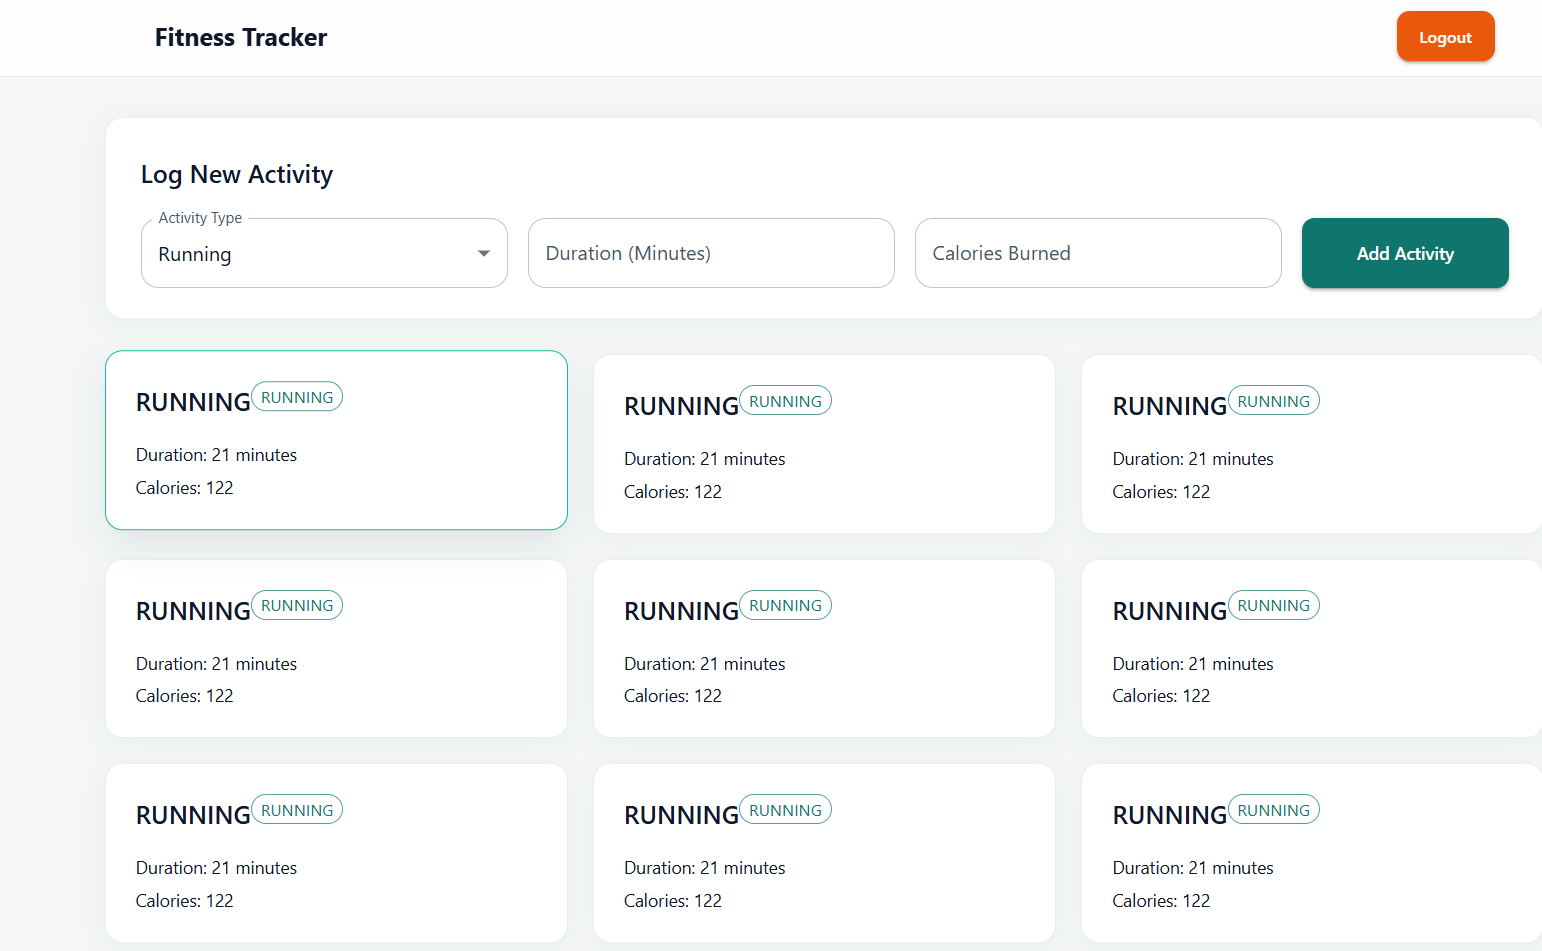 Fitness Tracker
Logout
Log New Activity
Activity Type
Running
Duration (Minutes)
Calories Burned
Add Activity
RUNNING RUNNING
Duration: 21 minutes
Calories: 122
RUNNING RUNNING
Duration: 21 minutes
Calories: 122
RUNNING RUNNING
Duration: 21 minutes
Calories: 122
RUNNING RUNNING
Duration: 21 minutes
Calories: 122
RUNNING RUNNING
Duration: 21 minutes
Calories: 122
RUNNING RUNNING
Duration: 21 minutes
Calories: 122
RUNNING RUNNING
Duration: 21 minutes
Calories: 122
RUNNING RUNNING
Duration: 21 minutes
Calories: 122
RUNNING RUNNING
Duration: 21 minutes
Calories: 122